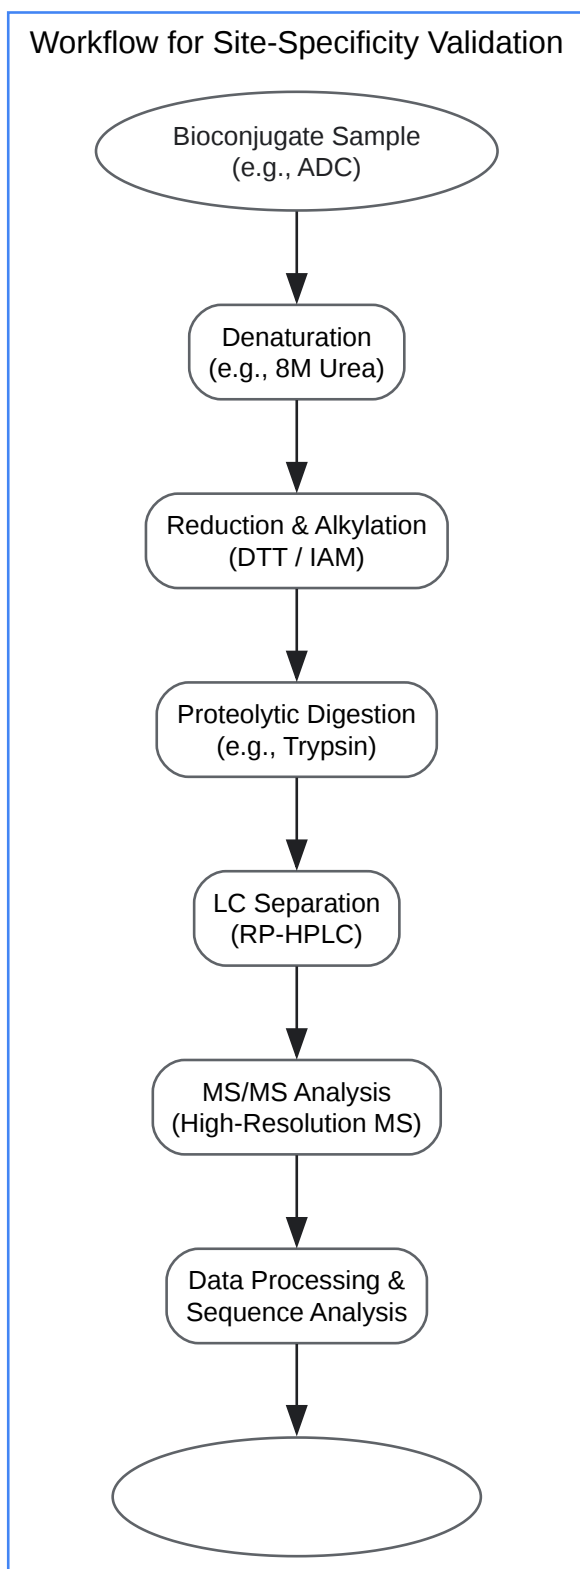 Workflow for Site-Specificity Validation
Bioconjugate Sample
(e.g., ADC)
Denaturation
(e.g., 8M Urea)
Reduction & Alkylation
(DTT / IAM)
Proteolytic Digestion
(e.g., Trypsin)
LC Separation
(RP-HPLC)
MS/MS Analysis
(High-Resolution MS)
Data Processing &
Sequence Analysis